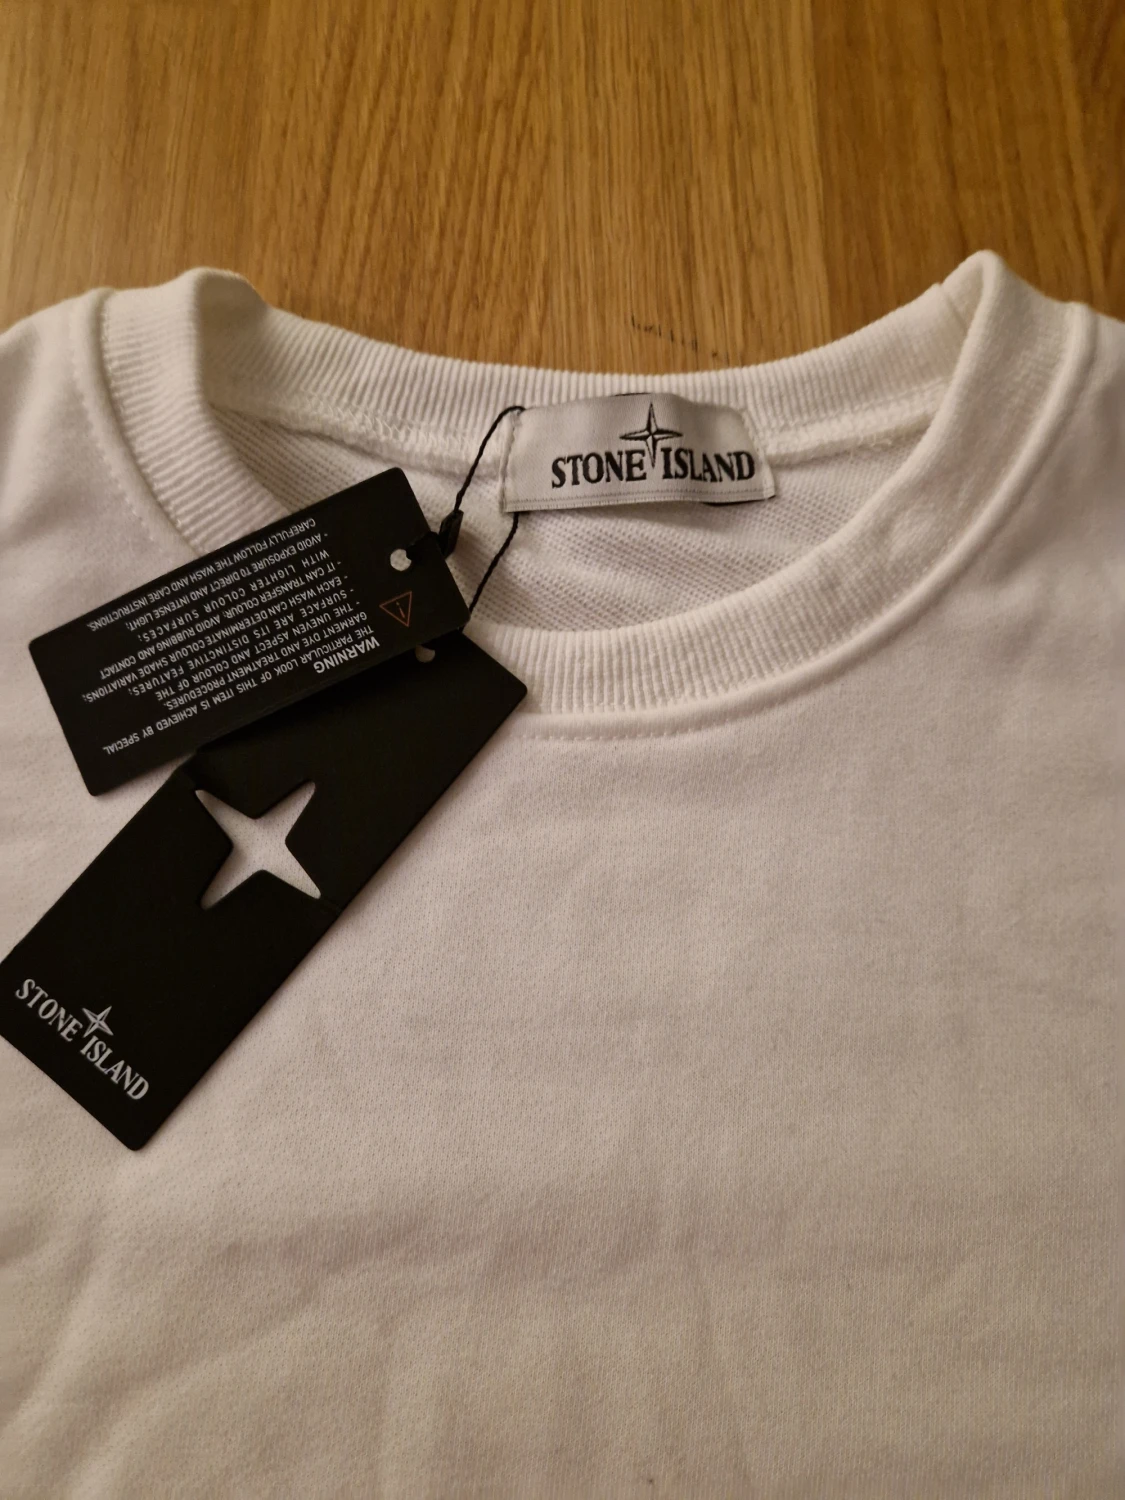 STONE ISLAND
WARNING
THE PARTICULAR LOOK OF THIS ITEM IS ACHIEVED BY SPECIAL
GARMENT DYE AND TREATMENT PROCEDURES:
- THE UNEVEN ASPECT AND COLOUR OF THE
SURFACE ARE ITS DISTINCTIVE FEATURES;
- EACH WASH CAN DETERMINATE COLOUR SHADE VARIATIONS;
- IT CAN TRANSFER COLOUR: AVOID RUBBING AND CONTACT
WITH LIGHTER COLOUR SURFACES;
- AVOID EXPOSURE TO DIRECT AND INTENSE LIGHT;
CAREFULLY FOLLOW THE WASH AND CARE INSTRUCTIONS.
STONE ISLAND